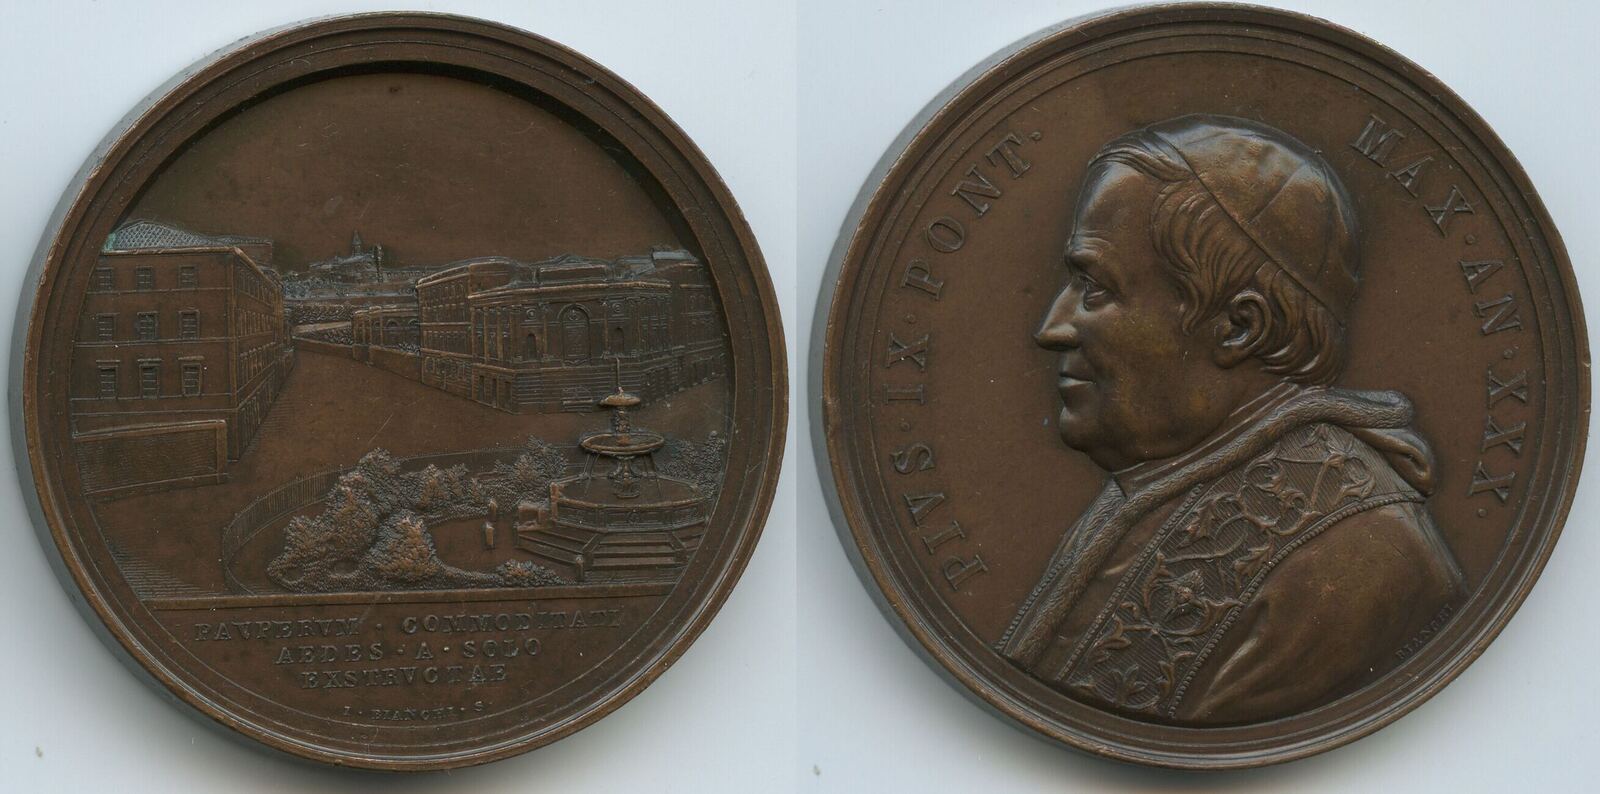 PAVPERVM · COMMODITATI
AEDES · A · SOLO
EXSTRVCTAE
I · BIANCHI · S ·
PIVS · IX · PONT · MAX · AN · XXX ·
BIANCHI